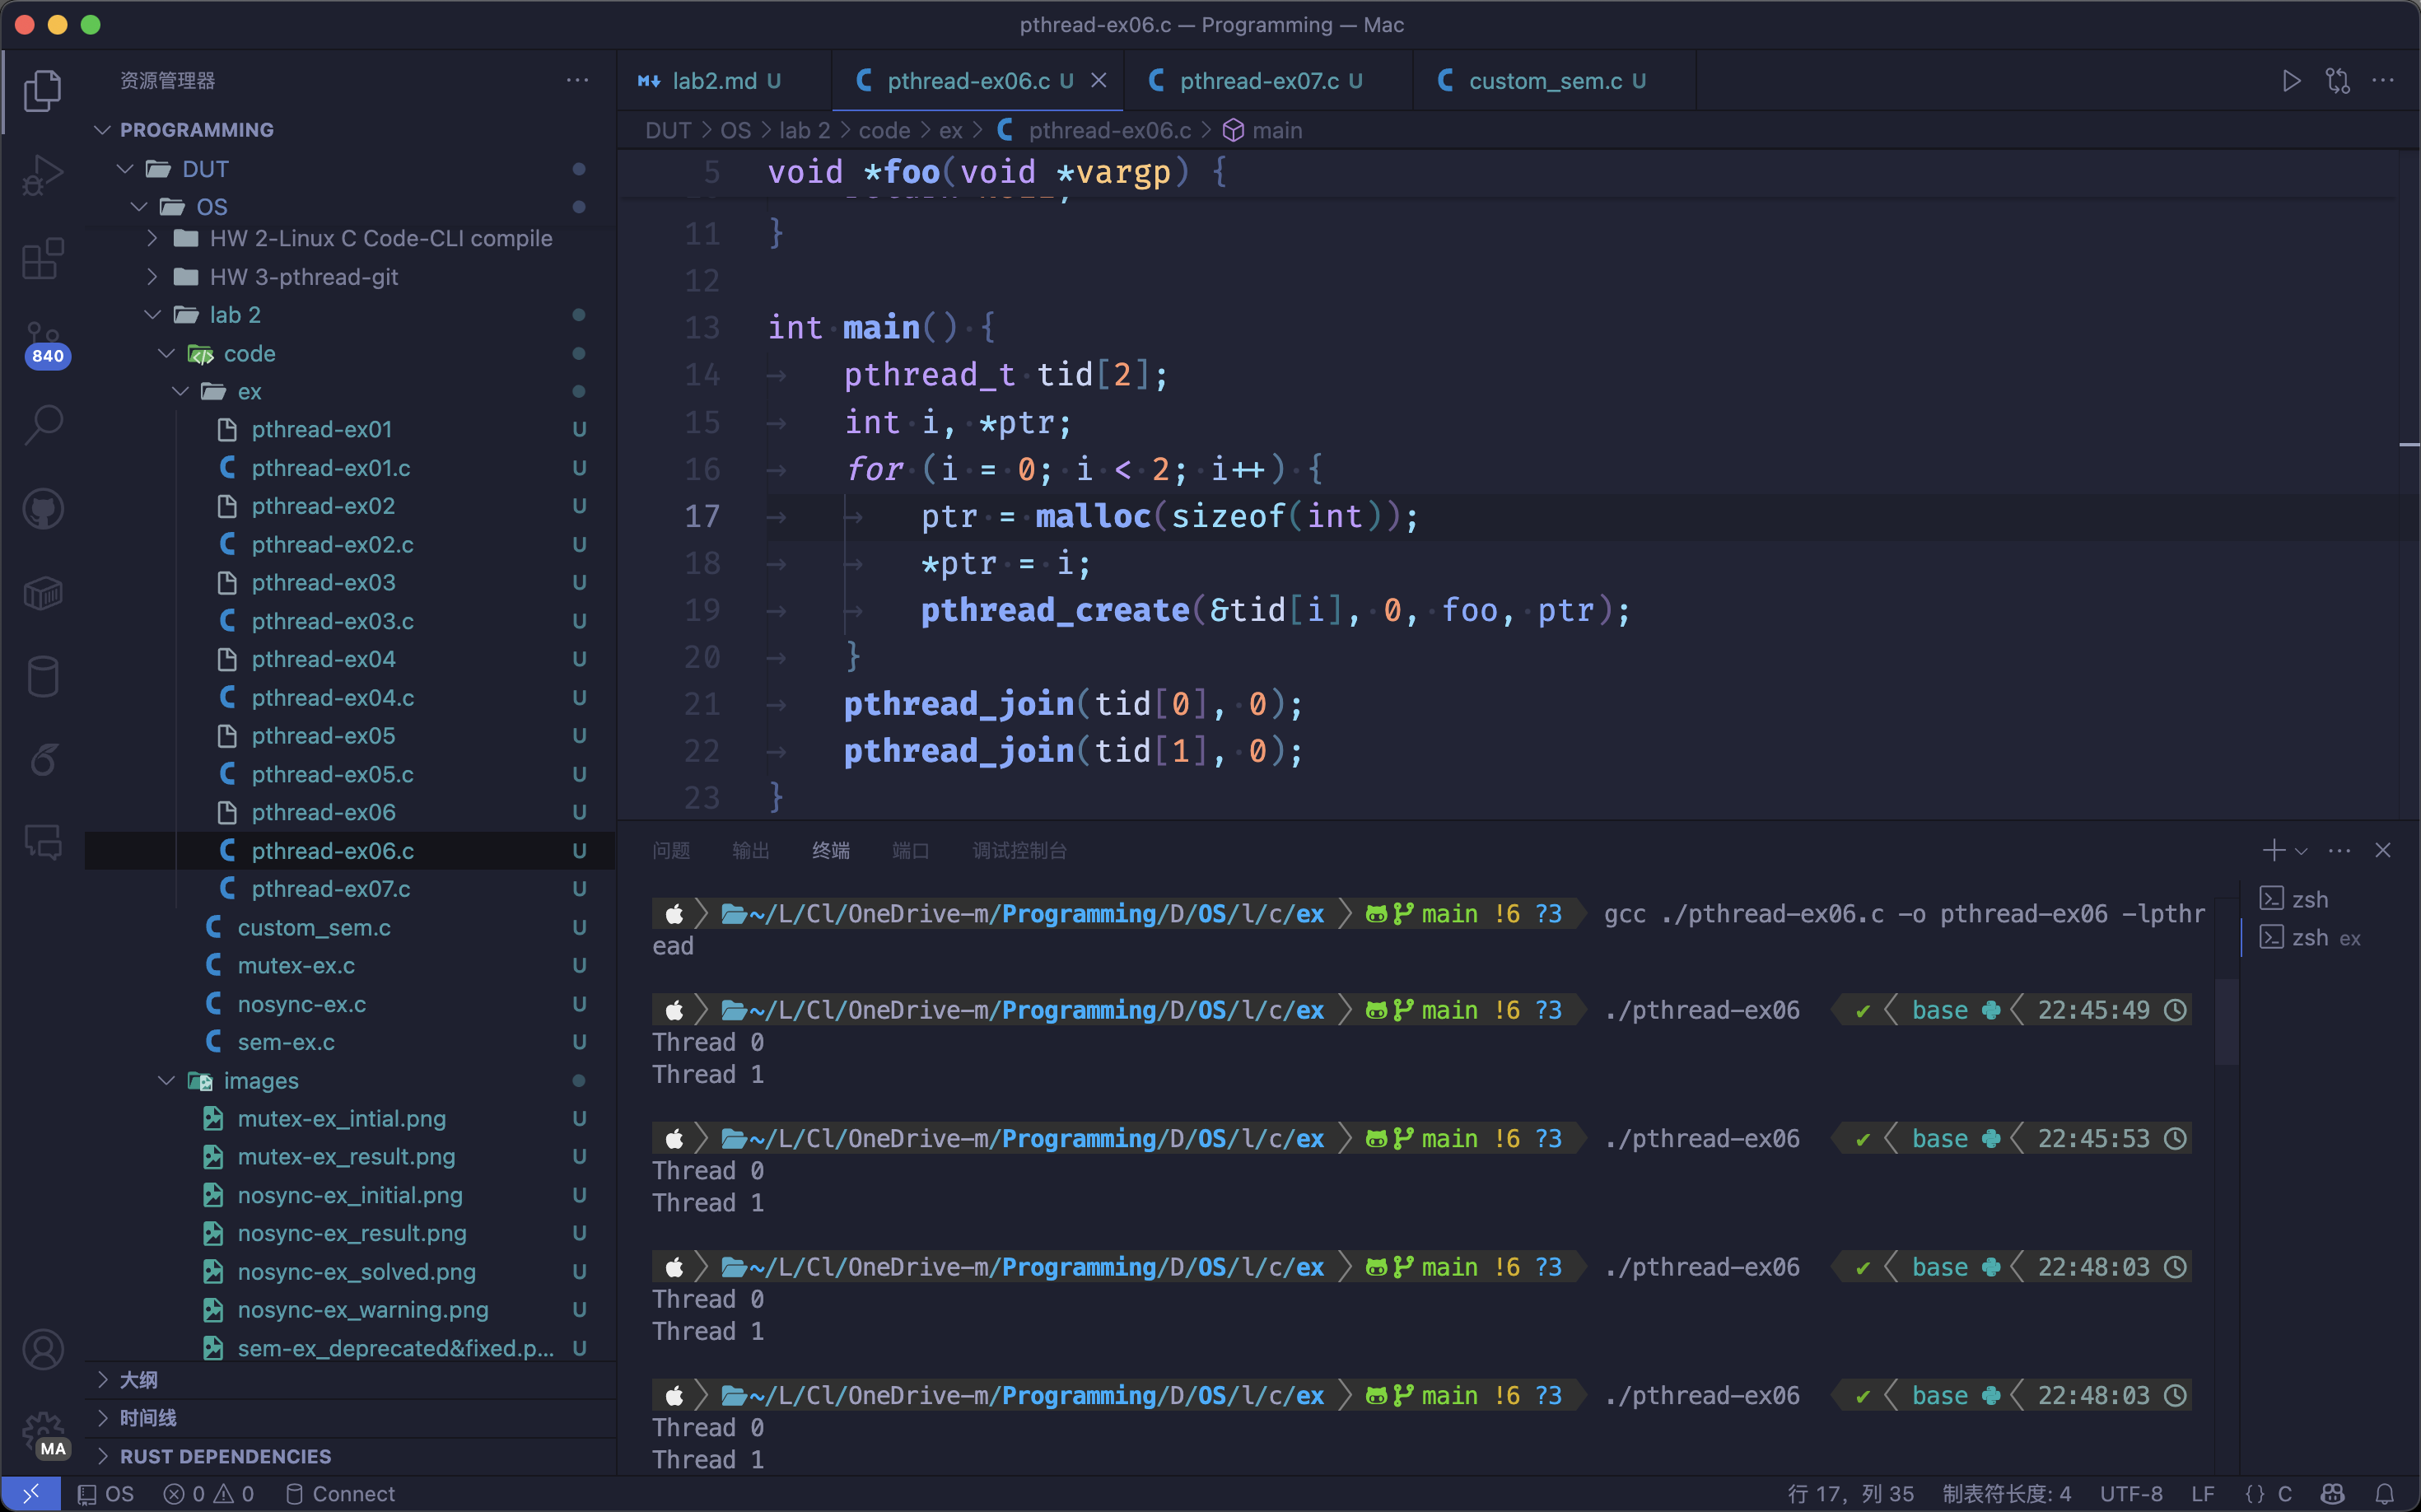 pthread-ex06.c — Programming — Mac
资源管理器
PROGRAMMING
DUT
OS
HW 2-Linux C Code-CLI compile
HW 3-pthread-git
lab 2
code
ex
pthread-ex01 U
pthread-ex01.c U
pthread-ex02 U
pthread-ex02.c U
pthread-ex03 U
pthread-ex03.c U
pthread-ex04 U
pthread-ex04.c U
pthread-ex05 U
pthread-ex05.c U
pthread-ex06 U
pthread-ex06.c U
pthread-ex07.c U
custom_sem.c U
mutex-ex.c U
nosync-ex.c U
sem-ex.c U
images
mutex-ex_intial.png U
mutex-ex_result.png U
nosync-ex_initial.png U
nosync-ex_result.png U
nosync-ex_solved.png U
nosync-ex_warning.png U
sem-ex_deprecated&fixed.p... U
大纲
时间线
RUST DEPENDENCIES
840
MA
lab2.md U
pthread-ex06.c U
pthread-ex07.c U
custom_sem.c U
DUT > OS > lab 2 > code > ex > C pthread-ex06.c > main
5 void *foo(void *vargp) {
11 }
12
13 int main() {
14 pthread_t tid[2];
15 int i, *ptr;
16 for (i = 0; i < 2; i++) {
17 ptr = malloc(sizeof(int));
18 *ptr = i;
19 pthread_create(&tid[i], 0, foo, ptr);
20 }
21 pthread_join(tid[0], 0);
22 pthread_join(tid[1], 0);
23 }
问题 输出 终端 端口 调试控制台
zsh
zsh ex
~/L/Cl/OneDrive-m/Programming/D/OS/l/c/ex main !6 ?3 gcc ./pthread-ex06.c -o pthread-ex06 -lpthr
ead
~/L/Cl/OneDrive-m/Programming/D/OS/l/c/ex main !6 ?3 ./pthread-ex06 ✔ base 22:45:49
Thread 0
Thread 1
~/L/Cl/OneDrive-m/Programming/D/OS/l/c/ex main !6 ?3 ./pthread-ex06 ✔ base 22:45:53
Thread 0
Thread 1
~/L/Cl/OneDrive-m/Programming/D/OS/l/c/ex main !6 ?3 ./pthread-ex06 ✔ base 22:48:03
Thread 0
Thread 1
~/L/Cl/OneDrive-m/Programming/D/OS/l/c/ex main !6 ?3 ./pthread-ex06 ✔ base 22:48:03
Thread 0
Thread 1
OS 0 0 Connect 行 17，列 35 制表符长度: 4 UTF-8 LF {} C